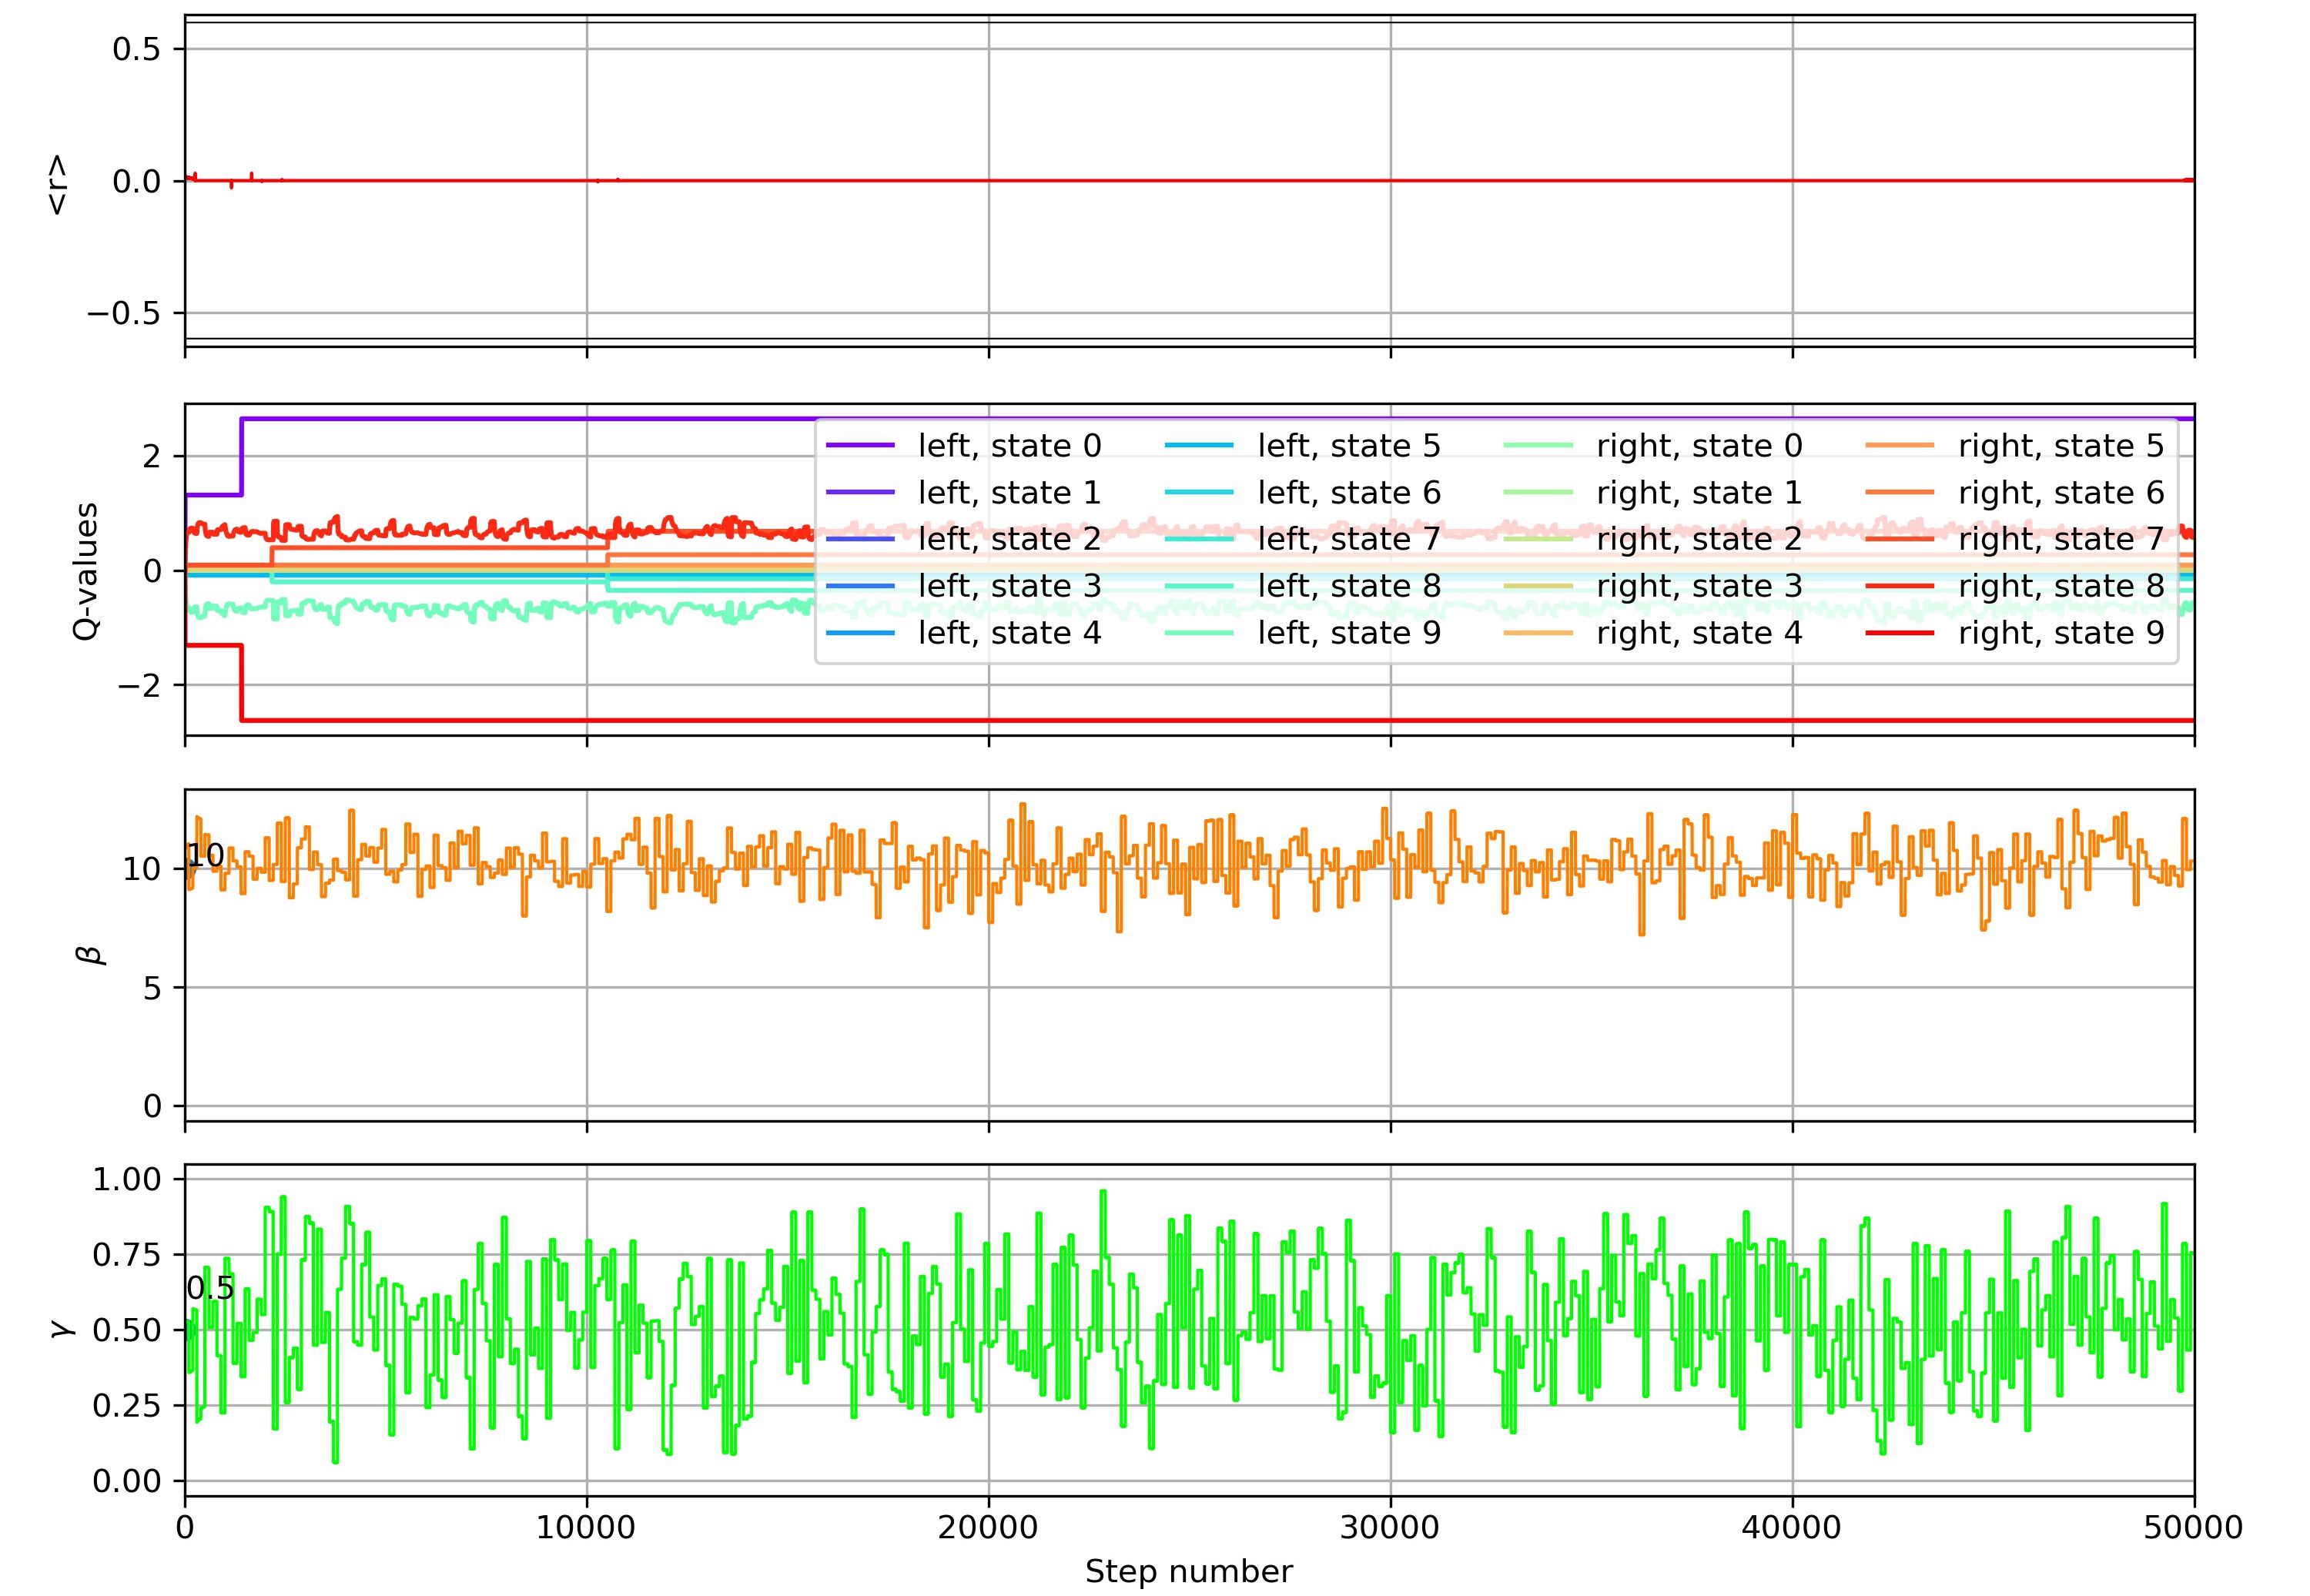 0.5
0.0
−0.5
<r>
2
0
−2
Q-values
left, state 0
left, state 1
left, state 2
left, state 3
left, state 4
left, state 5
left, state 6
left, state 7
left, state 8
left, state 9
right, state 0
right, state 1
right, state 2
right, state 3
right, state 4
right, state 5
right, state 6
right, state 7
right, state 8
right, state 9
10
5
0
β
10
1.00
0.75
0.50
0.25
0.00
γ
0.5
0
10000
20000
30000
40000
50000
Step number